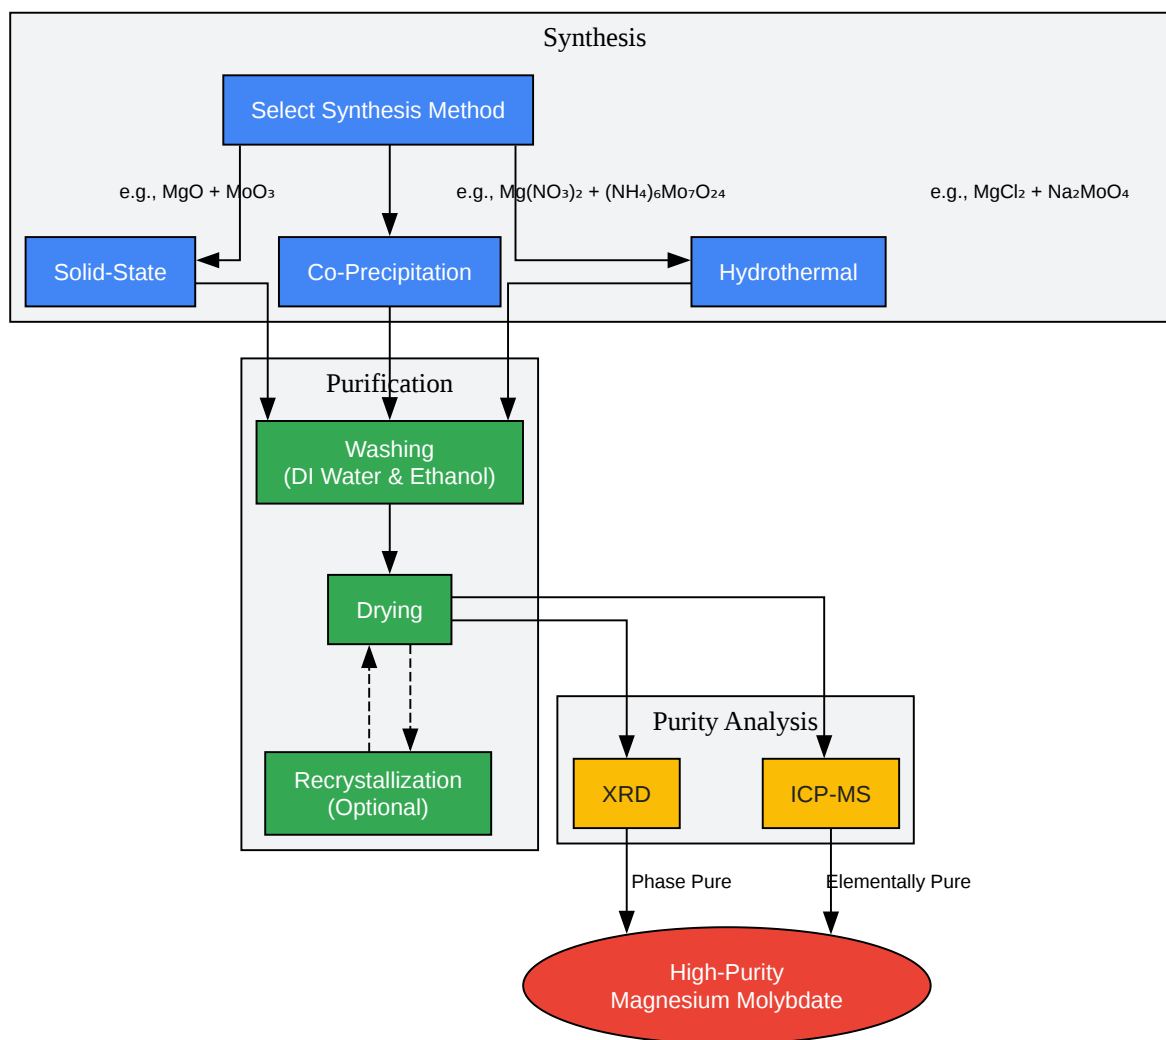 Synthesis
Select Synthesis Method
e.g., MgO + MoO₃
e.g., Mg(NO₃)₂ + (NH₄)₆Mo₇O₂₄
e.g., MgCl₂ + Na₂MoO₄
Solid-State
Co-Precipitation
Hydrothermal
Purification
Washing
(DI Water & Ethanol)
Drying
Recrystallization
(Optional)
Purity Analysis
XRD
ICP-MS
Phase Pure
Elementally Pure
High-Purity
Magnesium Molybdate